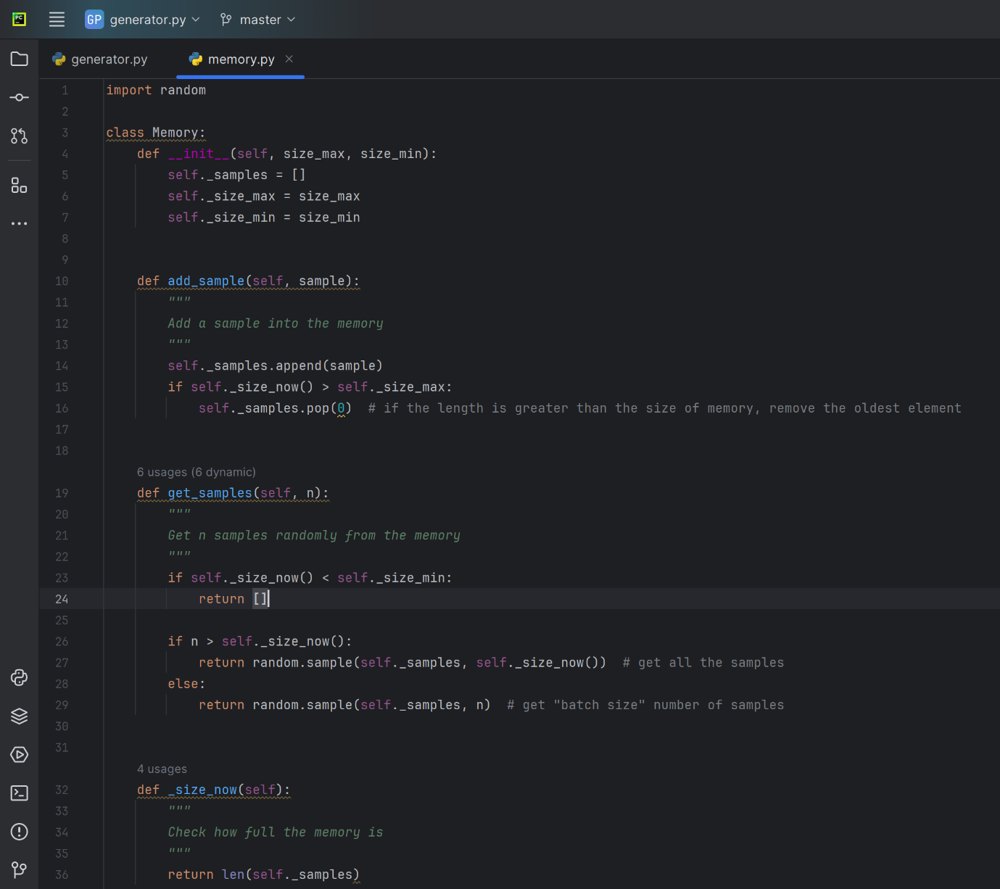 PC
GP generator.py master
generator.py memory.py
1 import random
2
3 class Memory:
4 def __init__(self, size_max, size_min):
5 self._samples = []
6 self._size_max = size_max
7 self._size_min = size_min
8
9
10 def add_sample(self, sample):
11 """
12 Add a sample into the memory
13 """
14 self._samples.append(sample)
15 if self._size_now() > self._size_max:
16 self._samples.pop(0)  # if the length is greater than the size of memory, remove the oldest element
17
18
6 usages (6 dynamic)
19 def get_samples(self, n):
20 """
21 Get n samples randomly from the memory
22 """
23 if self._size_now() < self._size_min:
24 return []
25
26 if n > self._size_now():
27 return random.sample(self._samples, self._size_now())  # get all the samples
28 else:
29 return random.sample(self._samples, n)  # get "batch size" number of samples
30
31
4 usages
32 def _size_now(self):
33 """
34 Check how full the memory is
35 """
36 return len(self._samples)